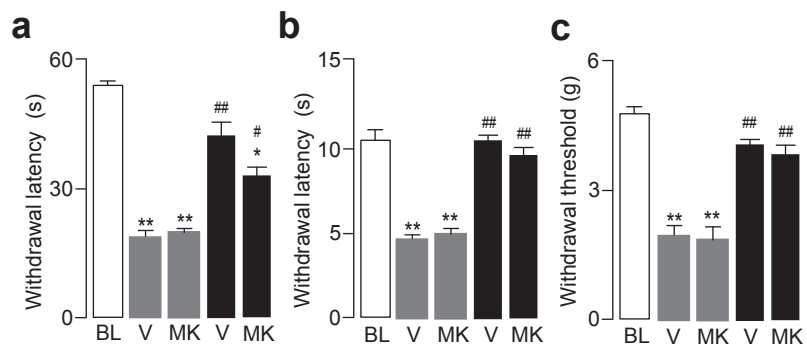 a
Withdrawal latency (s)
60
30
0
** ** ## # *
BL V MK V MK
b
Withdrawal latency (s)
15
10
5
0
** ** ## ##
BL V MK V MK
c
Withdrawal threshold (g)
6
3
0
** ** ## ##
BL V MK V MK